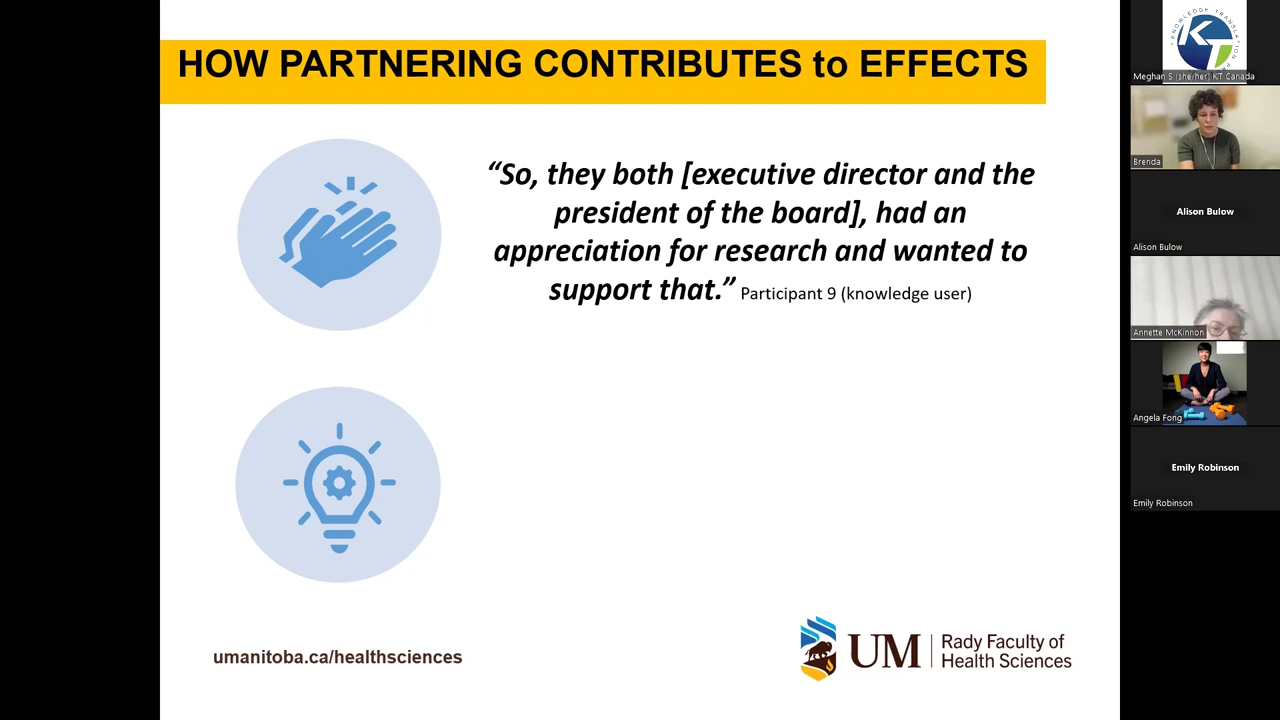 HOW PARTNERING CONTRIBUTES to EFFECTS
“So, they both [executive director and the
president of the board], had an
appreciation for research and wanted to
support that.” Participant 9 (knowledge user)
umanitoba.ca/healthsciences
UM
Rady Faculty of
Health Sciences
KNOWLEDGE TRANSLATION
KT
Meghan S (she/her) KT Canada
Brenda
Alison Bulow
Alison Bulow
Annette McKinnon
Angela Fong
Emily Robinson
Emily Robinson